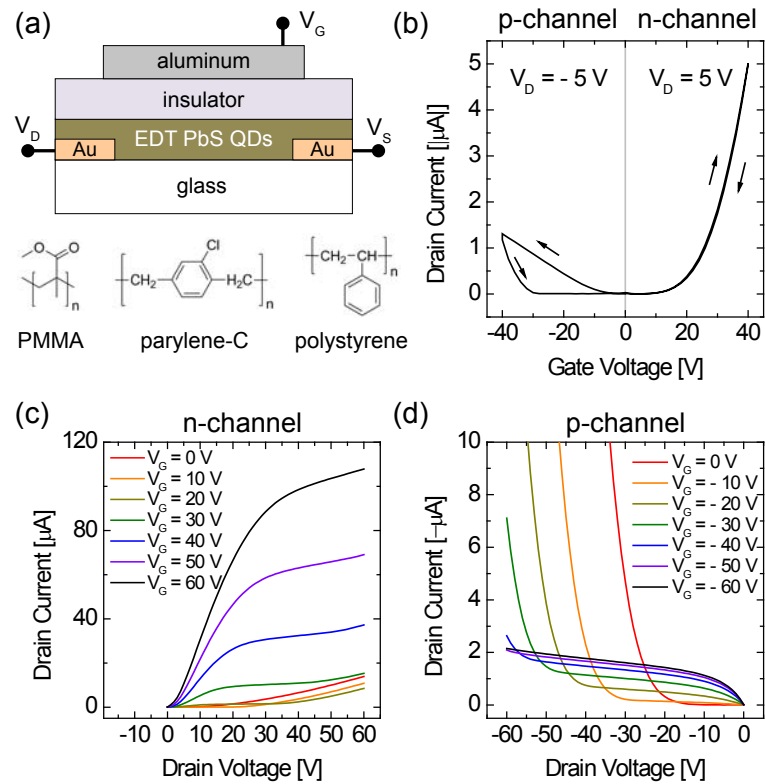 (a)
V_G
aluminum
insulator
V_D
EDT PbS QDs
V_S
Au
Au
glass
O
O
n
PMMA
Cl
CH₂
H₂C
n
parylene-C
CH₂—CH
n
polystyrene
(b)
p-channel n-channel
V_D = - 5 V
V_D = 5 V
Drain Current [|µA|]
5
4
3
2
1
0
-40 -20 0 20 40
Gate Voltage [V]
(c)
n-channel
120
80
40
0
Drain Current [µA]
V_G = 0 V
V_G = 10 V
V_G = 20 V
V_G = 30 V
V_G = 40 V
V_G = 50 V
V_G = 60 V
-10 0 10 20 30 40 50 60
Drain Voltage [V]
(d)
p-channel
10
8
6
4
2
0
Drain Current [–µA]
V_G = 0 V
V_G = - 10 V
V_G = - 20 V
V_G = - 30 V
V_G = - 40 V
V_G = - 50 V
V_G = - 60 V
-60 -50 -40 -30 -20 -10 0
Drain Voltage [V]